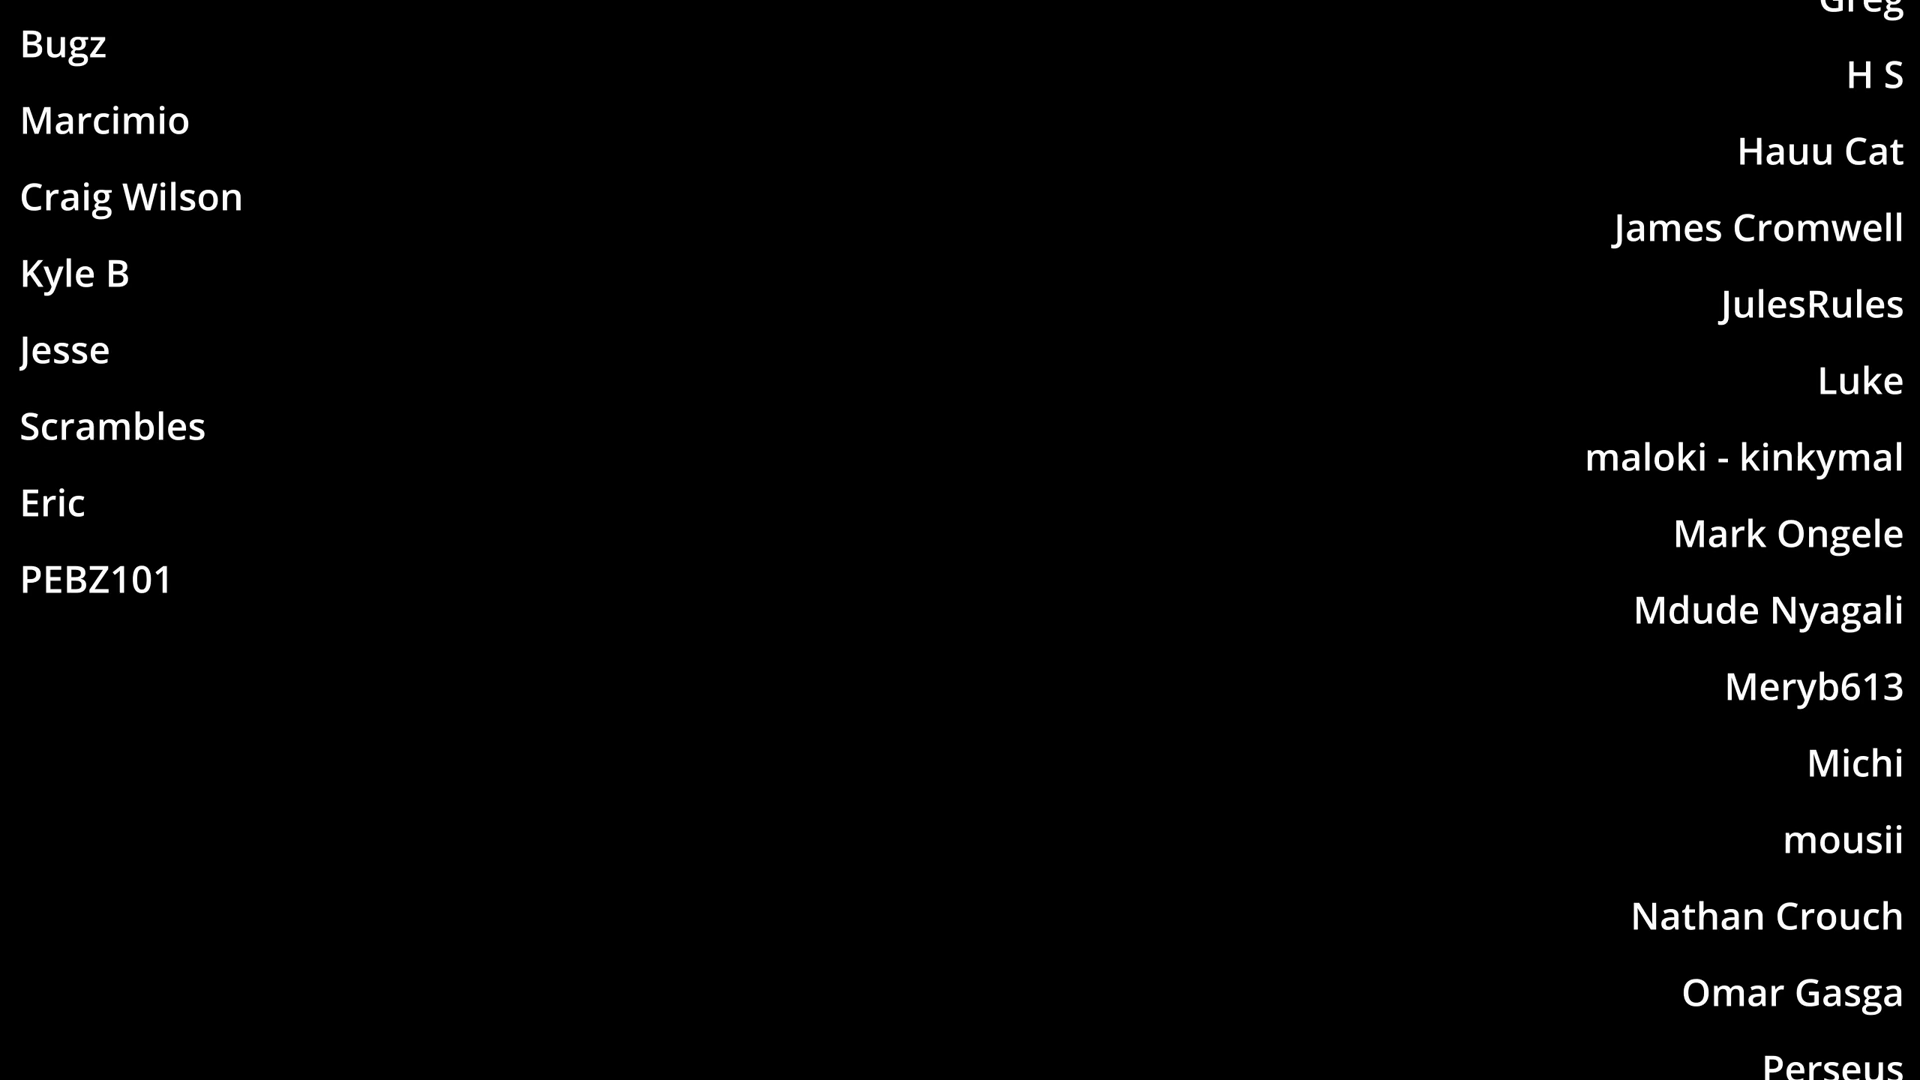 Bugz
Marcimio
Craig Wilson
Kyle B
Jesse
Scrambles
Eric
PEBZ101
Greg
H S
Hauu Cat
James Cromwell
JulesRules
Luke
maloki - kinkymal
Mark Ongele
Mdude Nyagali
Meryb613
Michi
mousii
Nathan Crouch
Omar Gasga
Perseus